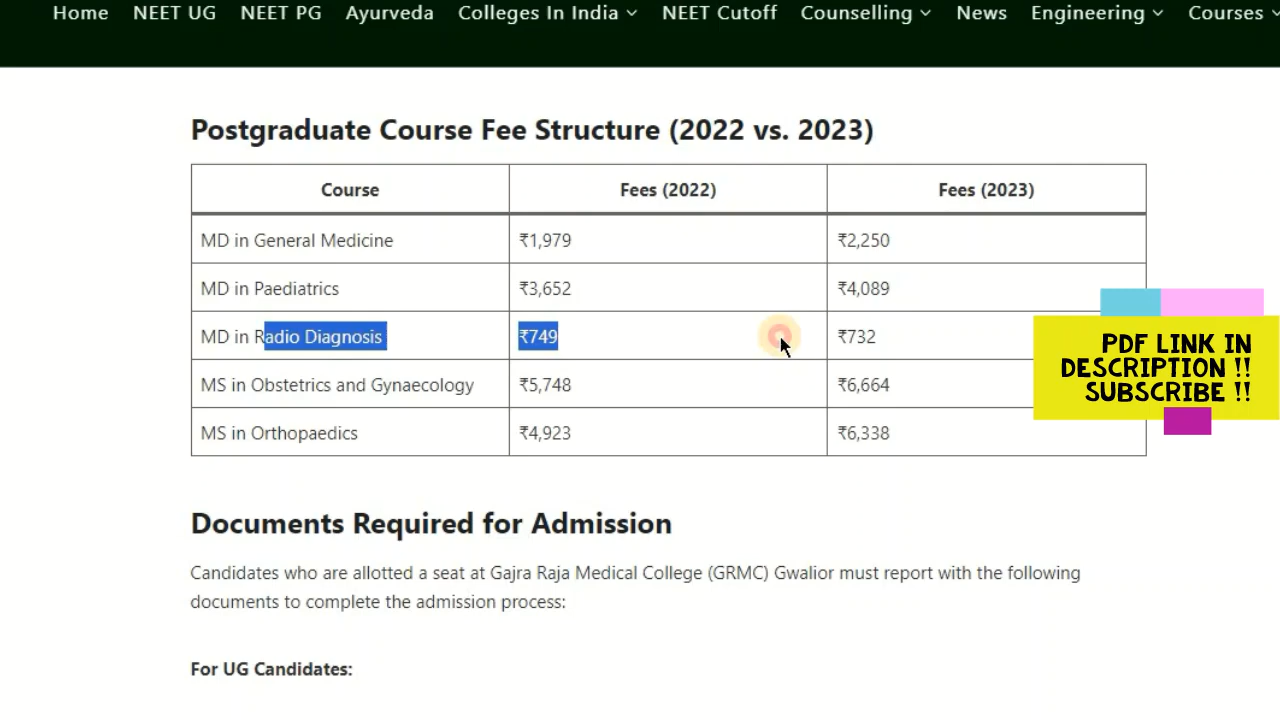 Home NEET UG NEET PG Ayurveda Colleges In India NEET Cutoff Counselling News Engineering Courses
Postgraduate Course Fee Structure (2022 vs. 2023)
Course Fees (2022) Fees (2023)
MD in General Medicine ₹1,979 ₹2,250
MD in Paediatrics ₹3,652 ₹4,089
MD in Radio Diagnosis ₹749 ₹732
MS in Obstetrics and Gynaecology ₹5,748 ₹6,664
MS in Orthopaedics ₹4,923 ₹6,338
PDF LINK IN
DESCRIPTION !!
SUBSCRIBE !!
Documents Required for Admission
Candidates who are allotted a seat at Gajra Raja Medical College (GRMC) Gwalior must report with the following
documents to complete the admission process:
For UG Candidates: